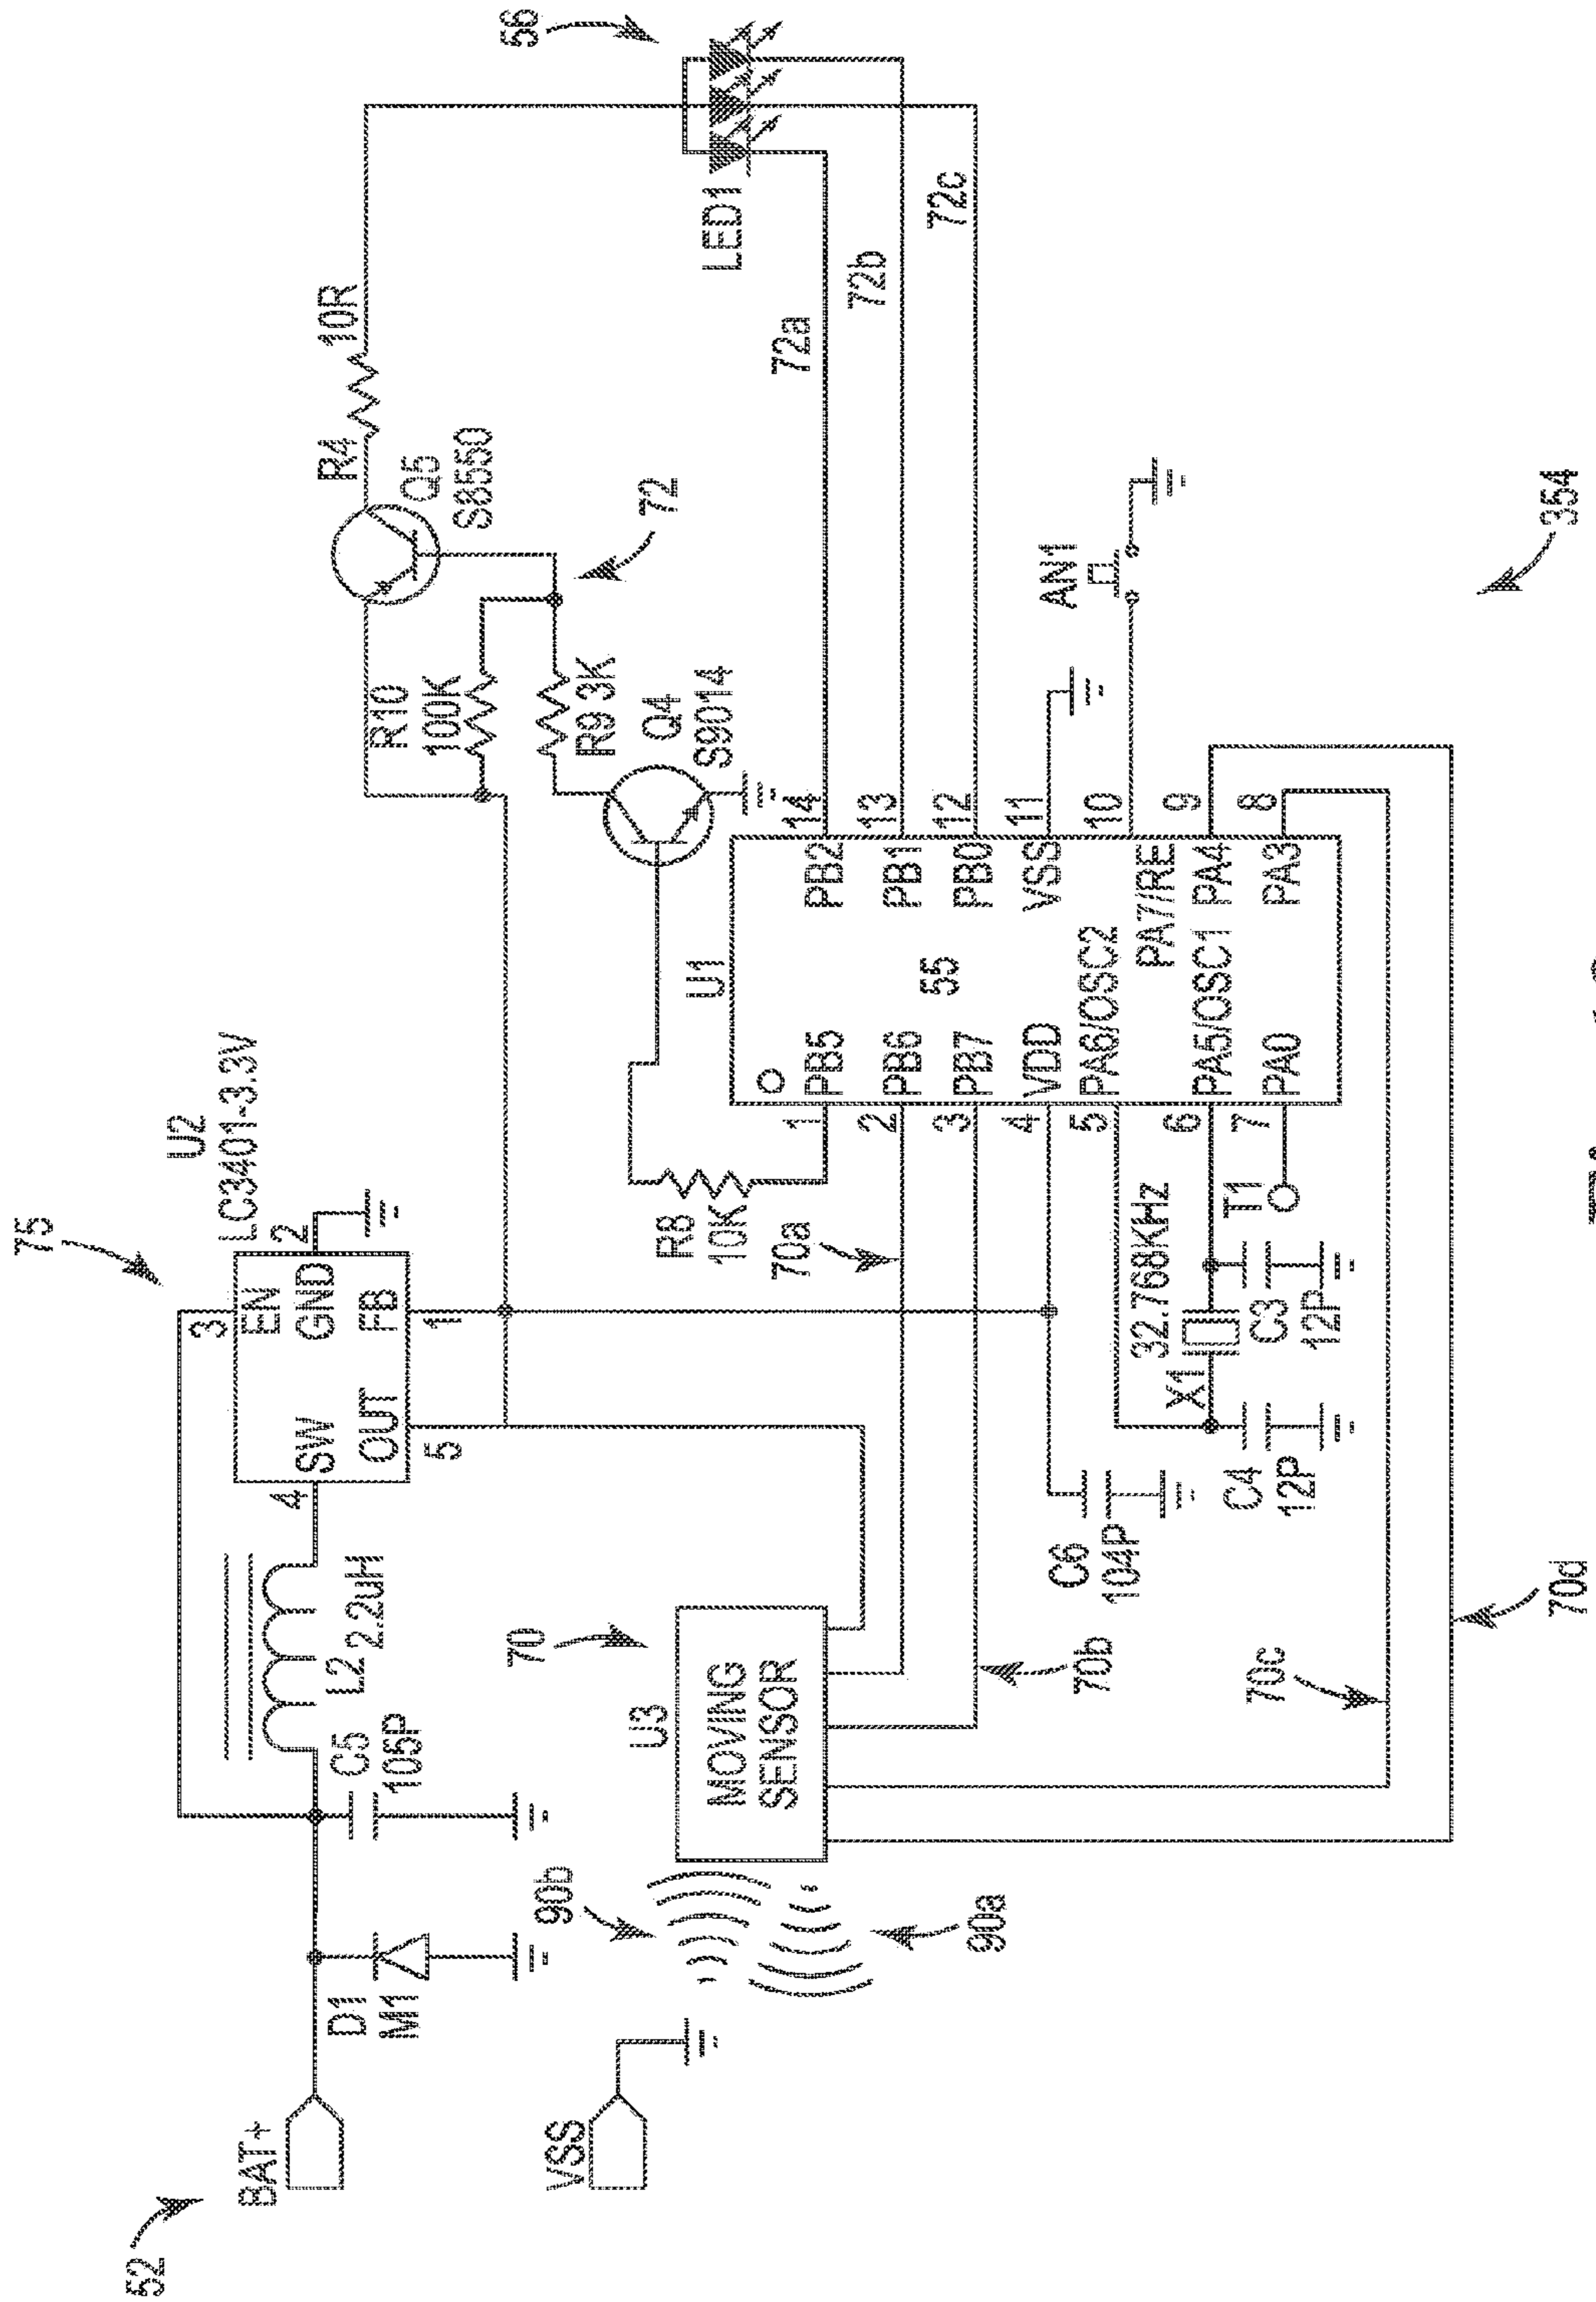 52
BAT+
VSS
D1
M1
C5
105P
L2 2.2uH
75
U2
LC3401-3.3V
3
EN
2
GND
4
SW
FB
1
OUT
5
90b
90a
70
U3
MOVING
SENSOR
70a
70b
70c
70d
R8
10K
R10
100K
R9 3K
Q4
S9014
72
Q5
S8550
R4
10R
56
LED1
72a
72b
72c
U1
55
1
PB5
2
PB6
3
PB7
4
VDD
5
PA6/OSC2
6
PA5/OSC1
7
PA0
14
PB2
13
PB1
12
PB0
11
VSS
10
PA7/RE
9
PA4
8
PA3
AN1
T1
32.768KHz
X1
C3
12P
C4
12P
C6
104P
354